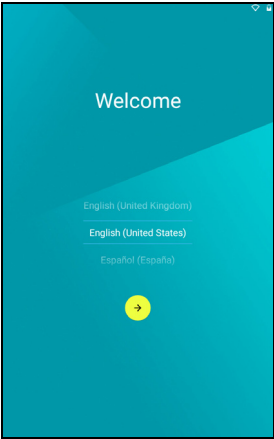 Welcome
English (United Kingdom)
English (United States)
Español (España)